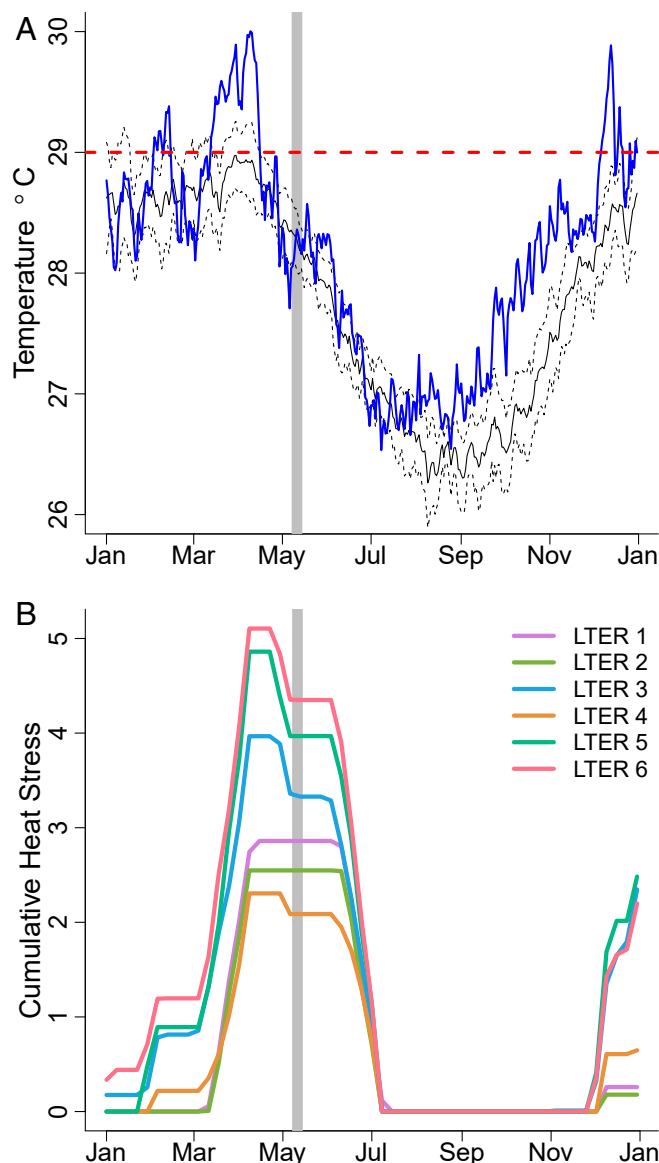 A
Temperature ° C
30
29
28
27
26
Jan Mar May Jul Sep Nov Jan
B
Cumulative Heat Stress
5
4
3
2
1
0
LTER 1
LTER 2
LTER 3
LTER 4
LTER 5
LTER 6
Jan Mar May Jul Sep Nov Jan